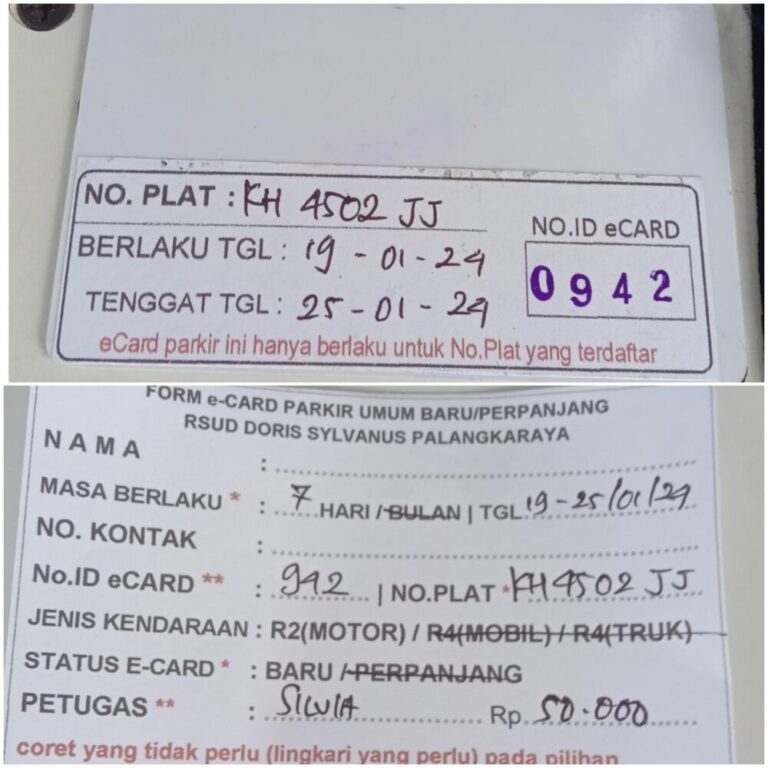 NO. PLAT : KH 4502 JJ
BERLAKU TGL : 19 - 01 - 24
TENGGAT TGL : 25 - 01 - 24
NO.ID eCARD
0942
eCard parkir ini hanya berlaku untuk No.Plat yang terdaftar
FORM e-CARD PARKIR UMUM BARU/PERPANJANG
RSUD DORIS SYLVANUS PALANGKARAYA
NAMA :
MASA BERLAKU * : 7 HARI / BULAN | TGL 19-25/01/24
NO. KONTAK :
No.ID eCARD ** : 942 | NO.PLAT * KH 4502 JJ
JENIS KENDARAAN : R2(MOTOR) / R4(MOBIL) / R4(TRUK)
STATUS E-CARD * : BARU / PERPANJANG
PETUGAS ** : SILVIA Rp. 50.000
coret yang tidak perlu (lingkari yang perlu) pada pilihan